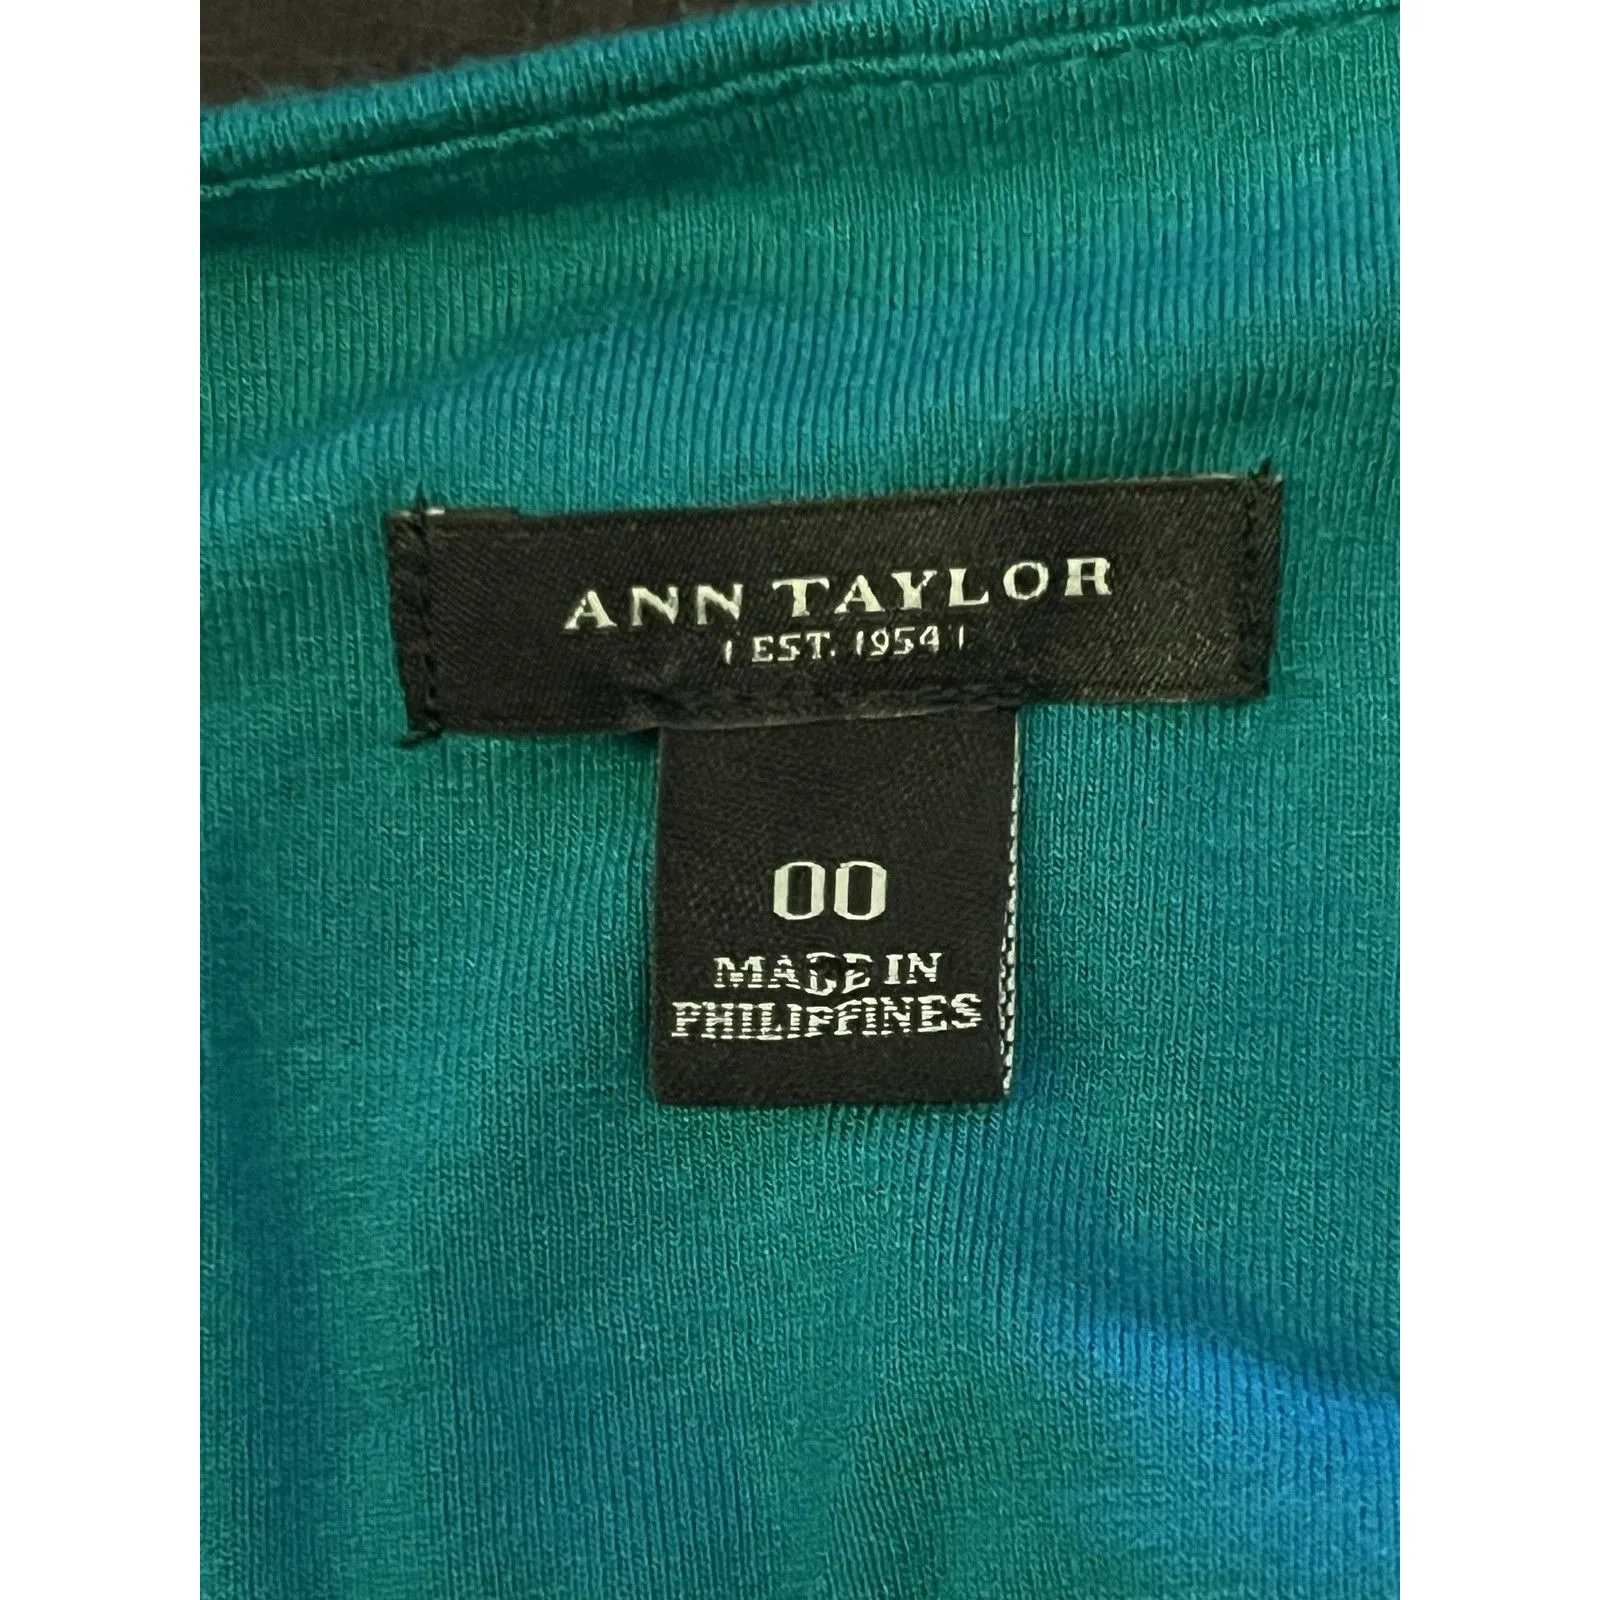 ANN TAYLOR
| EST. 1954 |
00
MADE IN
PHILIPPINES